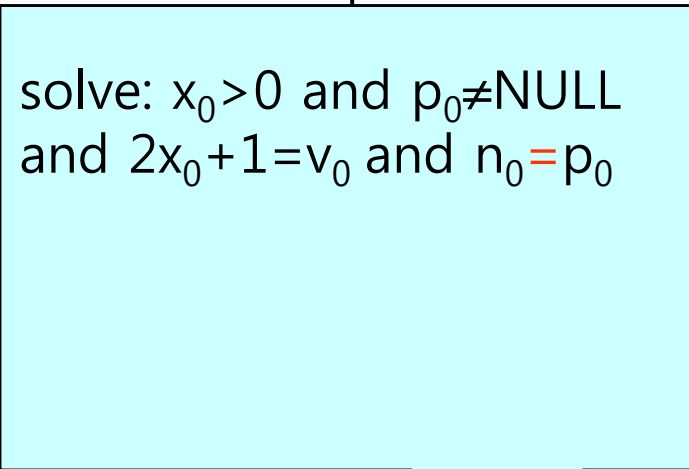 solve: x₀>0 and p₀≠NULL
and 2x₀+1=v₀ and n₀=p₀